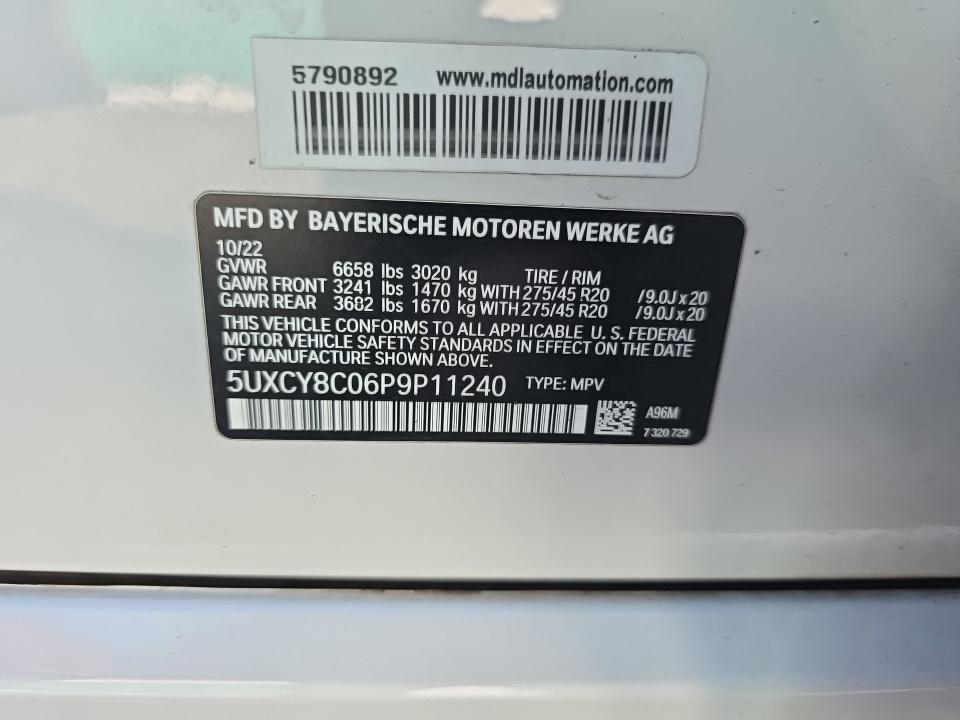 5790892 www.mdlautomation.com
MFD BY BAYERISCHE MOTOREN WERKE AG
10/22
GVWR 6658 lbs 3020 kg TIRE / RIM
GAWR FRONT 3241 lbs 1470 kg WITH 275/45 R20 /9.0J x 20
GAWR REAR 3682 lbs 1670 kg WITH 275/45 R20 /9.0J x 20
THIS VEHICLE CONFORMS TO ALL APPLICABLE U. S. FEDERAL
MOTOR VEHICLE SAFETY STANDARDS IN EFFECT ON THE DATE
OF MANUFACTURE SHOWN ABOVE.
5UXCY8C06P9P11240 TYPE: MPV
A96M
7 320 729